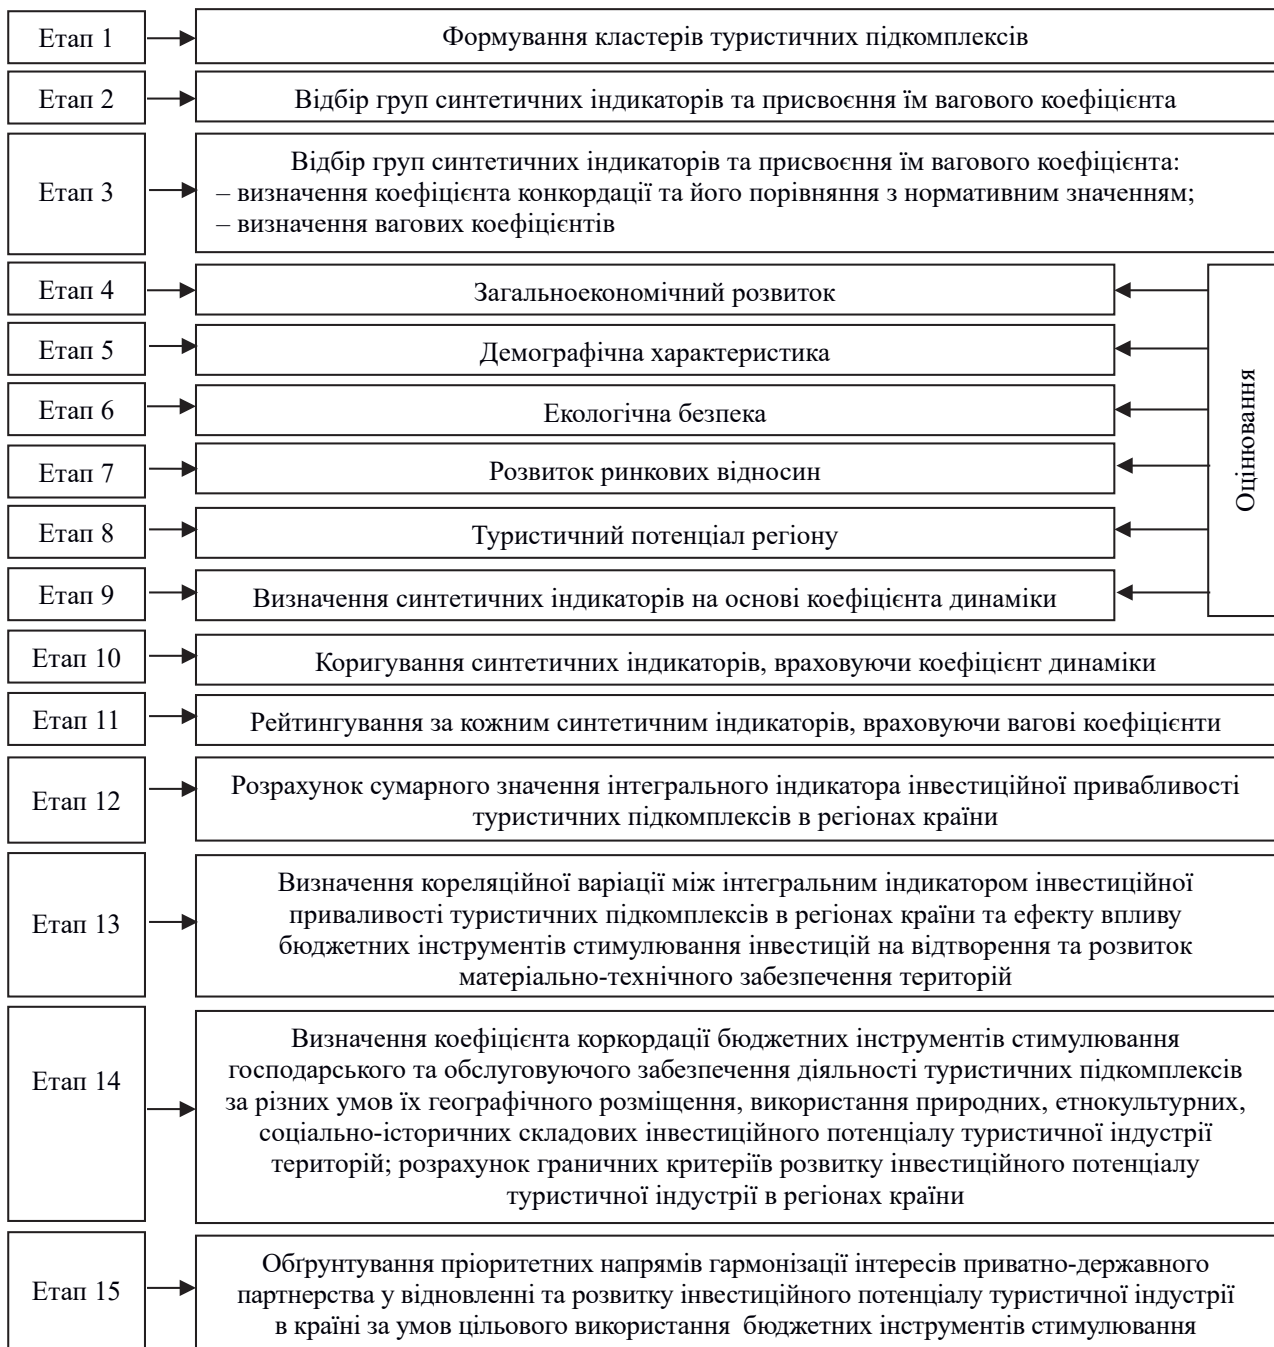 Етап 1
Формування кластерів туристичних підкомплексів
Етап 2
Відбір груп синтетичних індикаторів та присвоєння їм вагового коефіцієнта
Етап 3
Відбір груп синтетичних індикаторів та присвоєння їм вагового коефіцієнта:
– визначення коефіцієнта конкордації та його порівняння з нормативним значенням;
– визначення вагових коефіцієнтів
Етап 4
Загальноекономічний розвиток
Етап 5
Демографічна характеристика
Етап 6
Екологічна безпека
Етап 7
Розвиток ринкових відносин
Етап 8
Туристичний потенціал регіону
Етап 9
Визначення синтетичних індикаторів на основі коефіцієнта динаміки
Оцінювання
Етап 10
Коригування синтетичних індикаторів, враховуючи коефіцієнт динаміки
Етап 11
Рейтингування за кожним синтетичним індикаторів, враховуючи вагові коефіцієнти
Етап 12
Розрахунок сумарного значення інтегрального індикатора інвестиційної привабливості
туристичних підкомплексів в регіонах країни
Етап 13
Визначення кореляційної варіації між інтегральним індикатором інвестиційної
приваливості туристичних підкомплексів в регіонах країни та ефекту впливу
бюджетних інструментів стимулювання інвестицій на відтворення та розвиток
матеріально-технічного забезпечення територій
Етап 14
Визначення коефіцієнта коркордації бюджетних інструментів стимулювання
господарського та обслуговуючого забезпечення діяльності туристичних підкомплексів
за різних умов їх географічного розміщення, використання природних, етнокультурних,
соціально-історичних складових інвестиційного потенціалу туристичної індустрії
територій; розрахунок граничних критеріїв розвитку інвестиційного потенціалу
туристичної індустрії в регіонах країни
Етап 15
Обґрунтування пріоритетних напрямів гармонізації інтересів приватно-державного
партнерства у відновленні та розвитку інвестиційного потенціалу туристичної індустрії
в країні за умов цільового використання бюджетних інструментів стимулювання